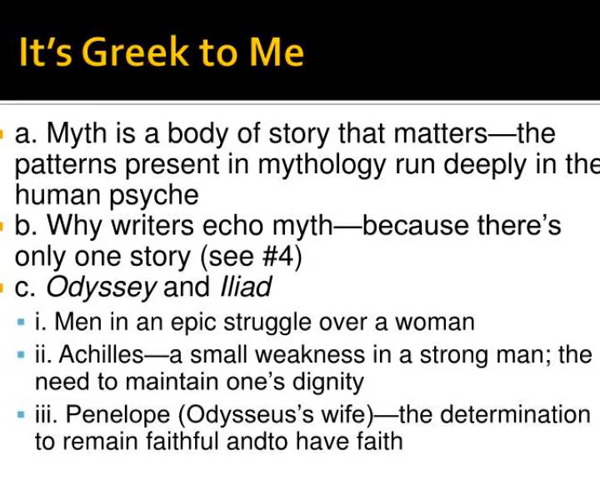 It's Greek to Me
a. Myth is a body of story that matters—the
patterns present in mythology run deeply in the
human psyche
b. Why writers echo myth—because there's
only one story (see #4)
c. Odyssey and Iliad
i. Men in an epic struggle over a woman
ii. Achilles—a small weakness in a strong man; the
need to maintain one's dignity
iii. Penelope (Odysseus's wife)—the determination
to remain faithful andto have faith